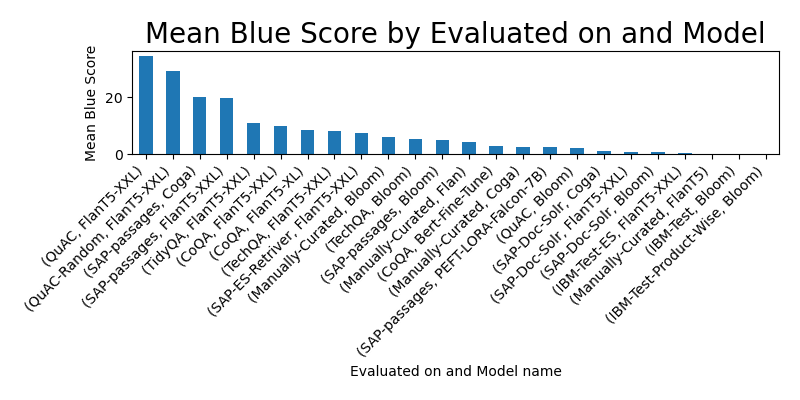 Mean Blue Score by Evaluated on and Model
Mean Blue Score
20
0
(QuAC, FlanT5-XXL)
(QuAC-Random, FlanT5-XXL)
(SAP-passages, Coga)
(SAP-passages, FlanT5-XXL)
(TidyQA, FlanT5-XXL)
(CoQA, FlanT5-XXL)
(CoQA, FlanT5-XL)
(TechQA, FlanT5-XXL)
(SAP-ES-Retriver, FlanT5-XXL)
(Manually-Curated, Bloom)
(TechQA, Bloom)
(SAP-passages, Bloom)
(Manually-Curated, Flan)
(CoQA, Bert-Fine-Tune)
(Manually-Curated, Coga)
(SAP-passages, PEFT-LORA-Falcon-7B)
(QuAC, Bloom)
(SAP-Doc-Solr, Coga)
(SAP-Doc-Solr, FlanT5-XXL)
(SAP-Doc-Solr, Bloom)
(IBM-Test-ES, FlanT5-XXL)
(Manually-Curated, FlanT5)
(IBM-Test, Bloom)
(IBM-Test-Product-Wise, Bloom)
Evaluated on and Model name